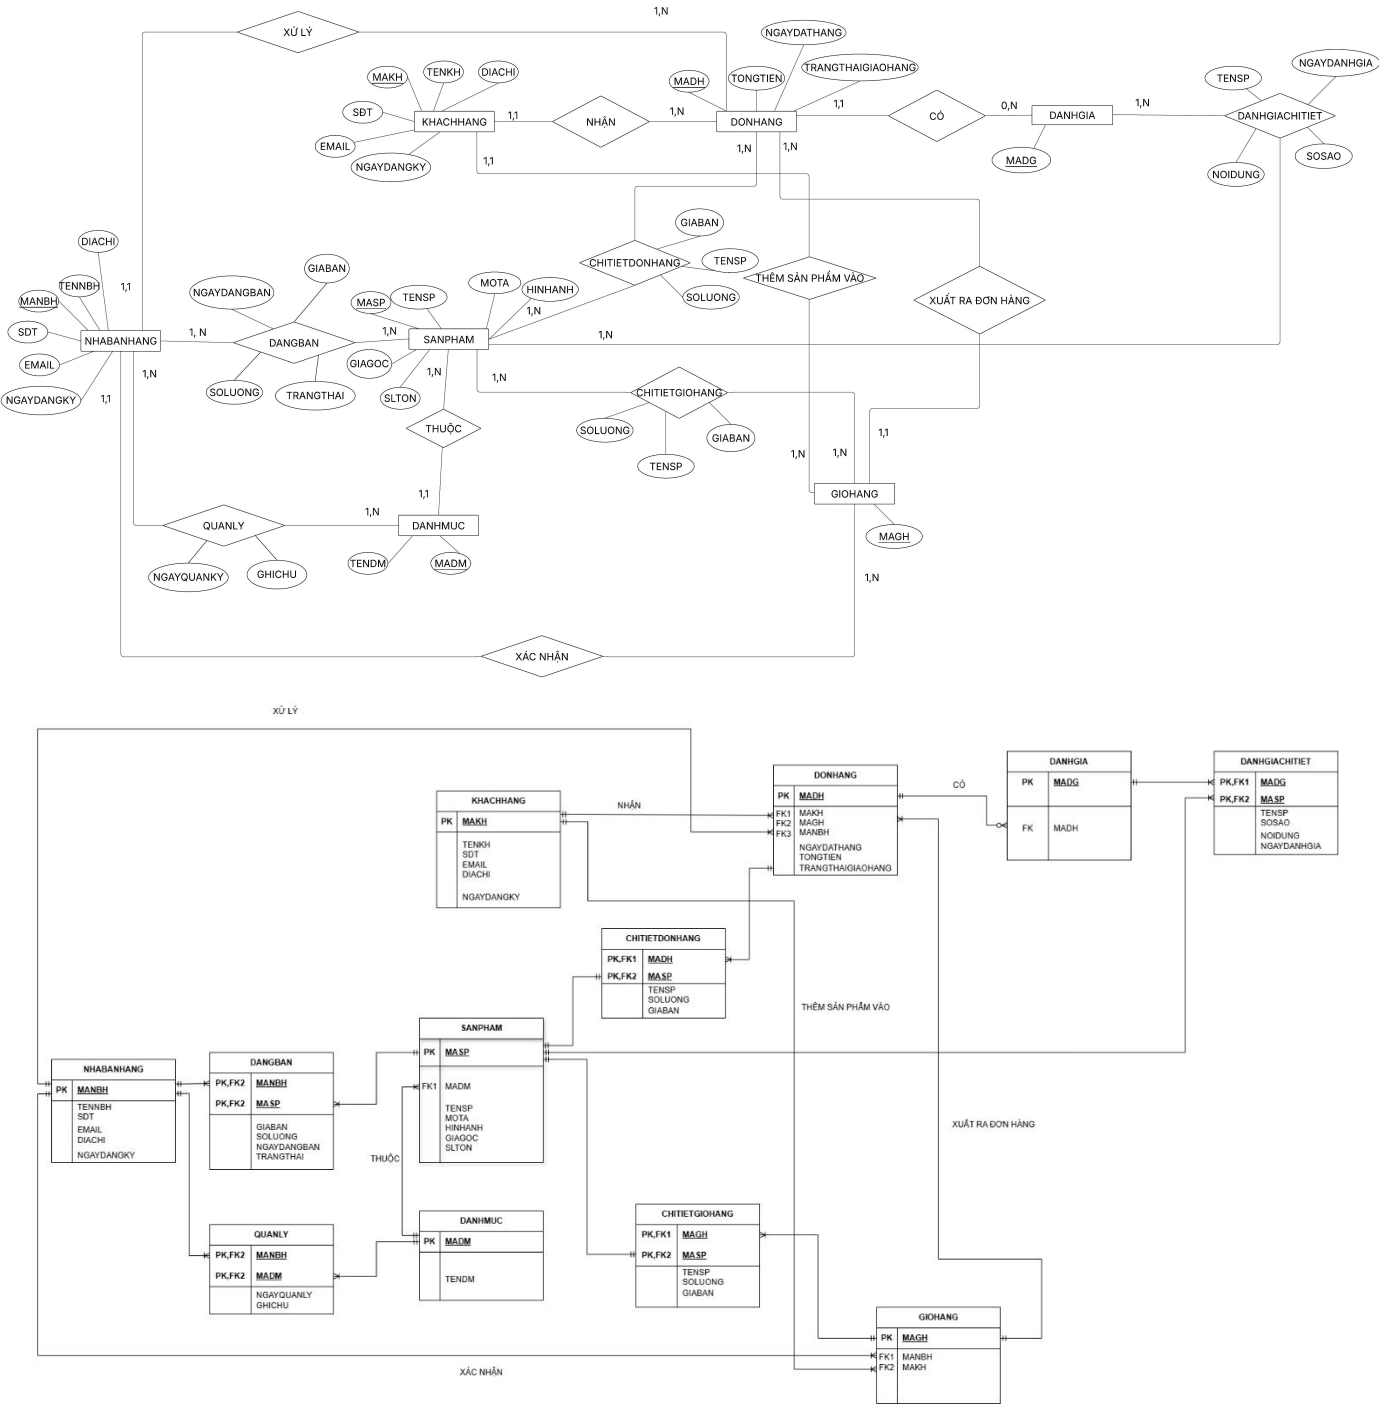 1,N
XỬ LÝ
NGAYDATHANG
NGAYDANHGIA
TENKH
DIACHI
TRANGTHAIGIAOHANG
MAKH
MADH
TONGTIEN
TENSP
SĐT
1,1
0,N
1,N
KHACHHANG
1,1
NHẬN
1,N
DONHANG
CÓ
DANHGIA
DANHGIACHITIET
EMAIL
1,N
1,N
NGAYDANGKY
1,1
MADG
NOIDUNG
SOSAO
GIABAN
DIACHI
CHITIETDONHANG
TENSP
GIABAN
THÊM SẢN PHẨM VÀO
TENNBH
1,1
NGAYDANGBAN
MOTA
HINHANH
SOLUONG
XUẤT RA ĐƠN HÀNG
MANBH
MASP
TENSP
1,N
SDT
NHABANHANG
1, N
DANGBAN
1,N
SANPHAM
1,N
EMAIL
GIAGOC
1,N
1,N
1,N
NGAYDANGKY
1,1
SOLUONG
TRANGTHAI
SLTON
CHITIETGIOHANG
THUỘC
SOLUONG
GIABAN
1,1
TENSP
1,N
1,N
1,1
GIOHANG
QUANLY
1,N
DANHMUC
MAGH
TENDM
MADM
NGAYQUANKY
GHICHU
1,N
XÁC NHẬN
XỬ LÝ
DANHGIA
PK MADG
FK MADH
DANHGIACHITIET
PK,FK1 MADG
PK,FK2 MASP
TENSP
SOSAO
NOIDUNG
NGAYDANHGIA
DONHANG
PK MADH
FK1 MAKH
FK2 MAGH
FK3 MANBH
NGAYDATHANG
TONGTIEN
TRANGTHAIGIAOHANG
CÓ
KHACHHANG
PK MAKH
TENKH
SDT
EMAIL
DIACHI
NGAYDANGKY
NHẬN
CHITIETDONHANG
PK,FK1 MADH
PK,FK2 MASP
TENSP
SOLUONG
GIABAN
THÊM SẢN PHẨM VÀO
SANPHAM
PK MASP
FK1 MADM
TENSP
MOTA
HINHANH
GIAGOC
SLTON
NHABANHANG
PK MANBH
TENNBH
SDT
EMAIL
DIACHI
NGAYDANGKY
DANGBAN
PK,FK2 MANBH
PK,FK2 MASP
GIABAN
SOLUONG
NGAYDANGBAN
TRANGTHAI
XUẤT RA ĐƠN HÀNG
THUỘC
QUANLY
PK,FK2 MANBH
PK,FK2 MADM
NGAYQUANLY
GHICHU
DANHMUC
PK MADM
TENDM
CHITIETGIOHANG
PK,FK1 MAGH
PK,FK2 MASP
TENSP
SOLUONG
GIABAN
GIOHANG
PK MAGH
FK1 MANBH
FK2 MAKH
XÁC NHẬN